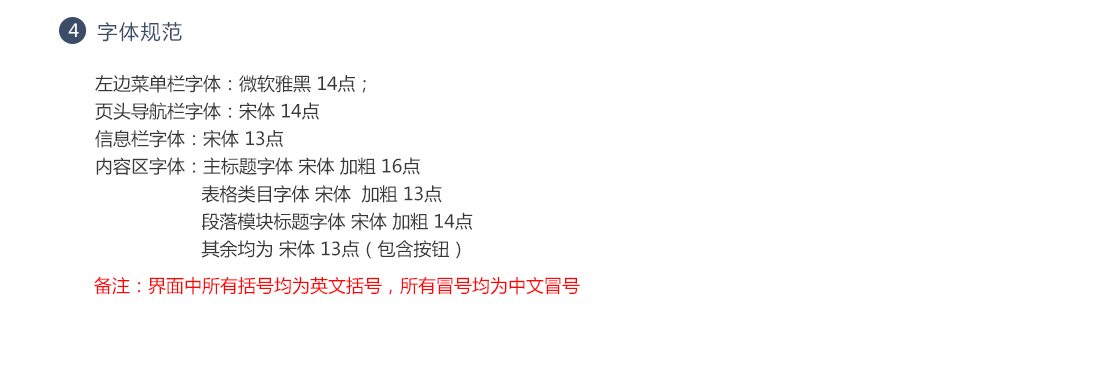 4 字体规范
左边菜单栏字体：微软雅黑 14点；
页头导航栏字体：宋体 14点
信息栏字体：宋体 13点
内容区字体：主标题字体 宋体 加粗 16点
表格类目字体 宋体  加粗 13点
段落模块标题字体 宋体 加粗 14点
其余均为 宋体 13点（包含按钮）
备注：界面中所有括号均为英文括号，所有冒号均为中文冒号